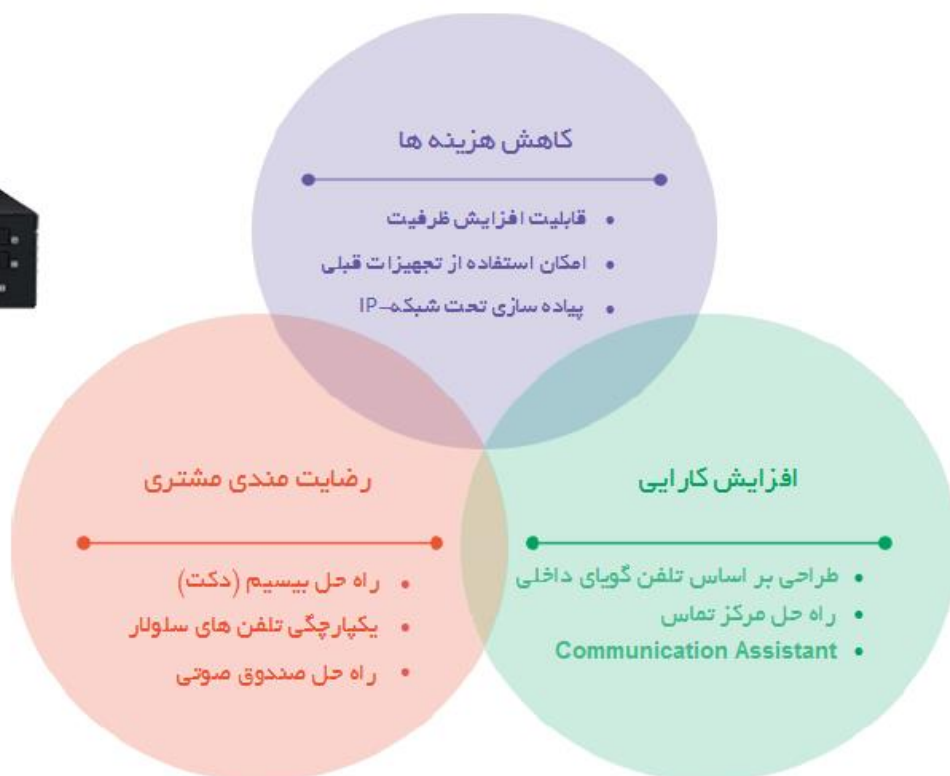 کاهش هزینه ها
• قابلیت افزایش ظرفیت
• امکان استفاده از تجهیزات قبلی
• پیاده سازی تحت شبکه-IP
افزایش کارایی
• طراحی بر اساس تلفن گویای داخلی
• راه حل مرکز تماس
• Communication Assistant
رضایت مندی مشتری
• راه حل بیسیم (دکت)
• یکپارچگی تلفن های سلولار
• راه حل صندوق صوتی